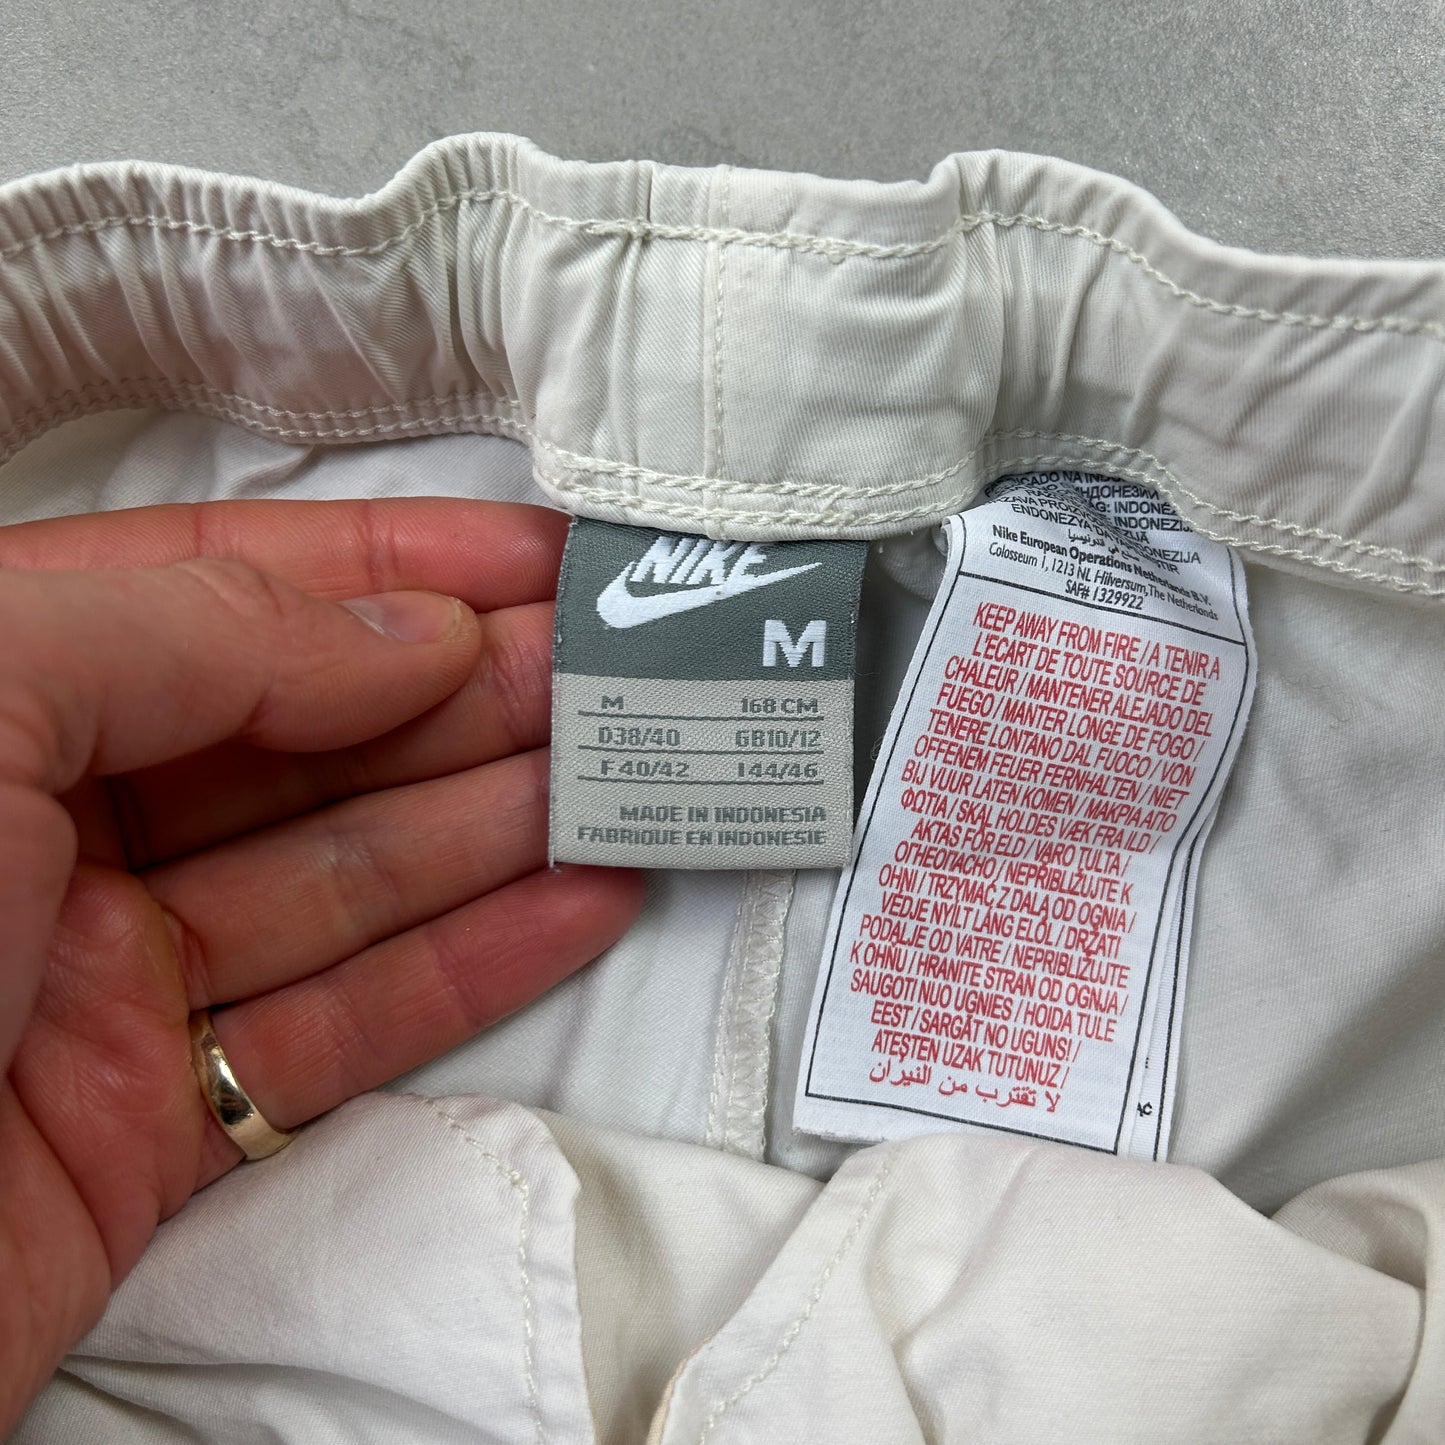 NIKE
M
M 168 CM
D38/40 GB10/12
F 40/42 I 44/46
MADE IN INDONESIA
FABRIQUE EN INDONESIE
Nike European Operations Netherlands B.V.
Colosseum 1, 1213 NL Hilversum, The Netherlands
SAF# 1329922
KEEP AWAY FROM FIRE / A TENIR A
L'ECART DE TOUTE SOURCE DE
CHALEUR / MANTENER ALEJADO DEL
FUEGO / MANTER LONGE DE FOGO /
TENERE LONTANO DAL FUOCO / VON
OFFENEM FEUER FERNHALTEN / NIET
BIJ VUUR LATEN KOMEN / ΜΑΚΡΙΑ ΑΠΟ
ΦΩΤΙΑ / SKAL HOLDES VÆK FRA ILD /
AKTAS FÖR ELD / VARO TULTA /
ОГНЕОПАСНО / NEPRIBLIŽUJTE K
OHNI / TRZYMAĆ Z DALA OD OGNIA /
VÉDJE NYÍLT LÁNG ELŐL / DRŽATI
PODALJE OD VATRE / NEPRIBLIŽUJTE
K OHŇU / HRANITE STRAN OD OGNJA /
SAUGOTI NUO UGNIES / HOIDA TULE
EEST / SARGĀT NO UGUNS! /
ATEŞTEN UZAK TUTUNUZ /
لا تقترب من النيران